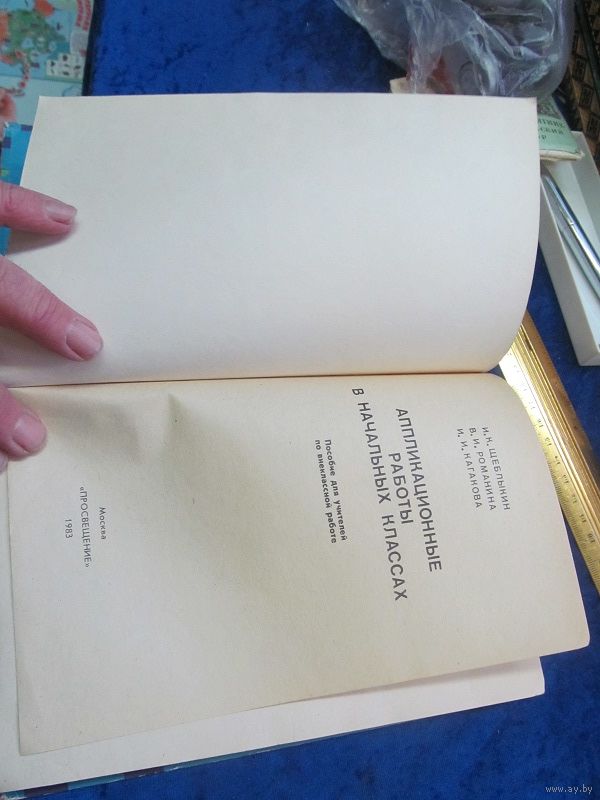 И. К. ЩЕБЛЫКИН
В. И. РОМАНИНА
И. И. КАГАКОВА
АППЛИКАЦИОННЫЕ
РАБОТЫ
В НАЧАЛЬНЫХ КЛАССАХ
Пособие для учителей
по внеклассной работе
Москва
«ПРОСВЕЩЕНИЕ»
1983
www.ay.by